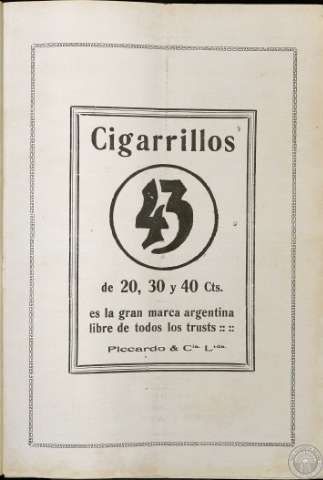 Cigarrillos
43
de 20, 30 y 40 Cts.
es la gran marca argentina
libre de todos los trusts :: ::
Piccardo & Cía. Ltda.